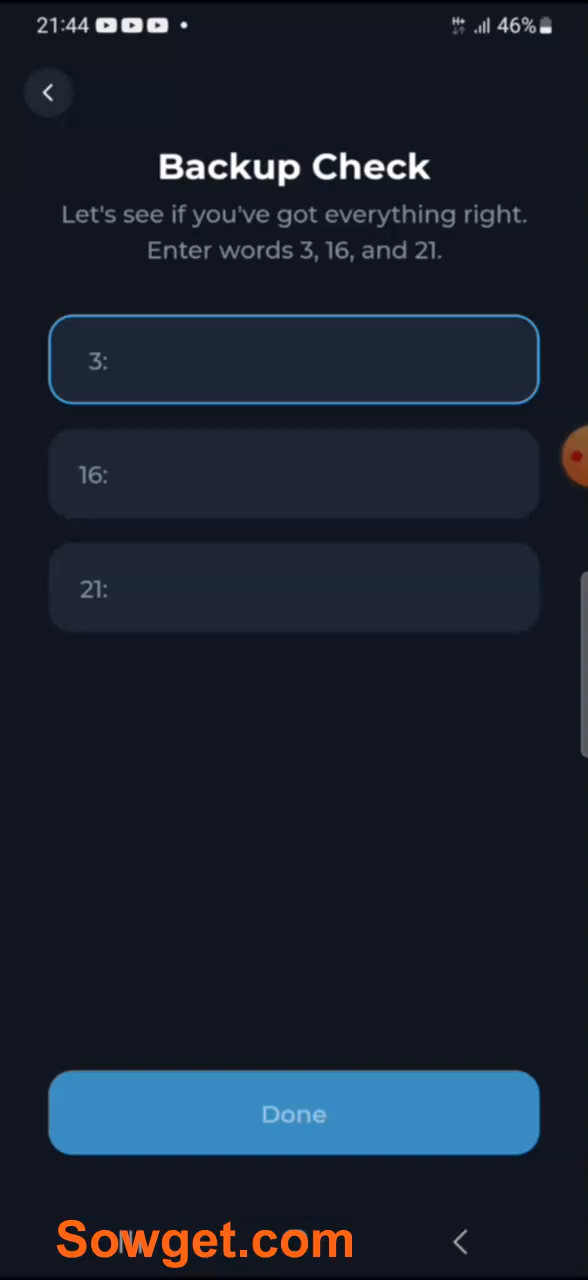 21:44 46%
Backup Check
Let's see if you've got everything right.
Enter words 3, 16, and 21.
3:
16:
21:
Done
Sowget.com